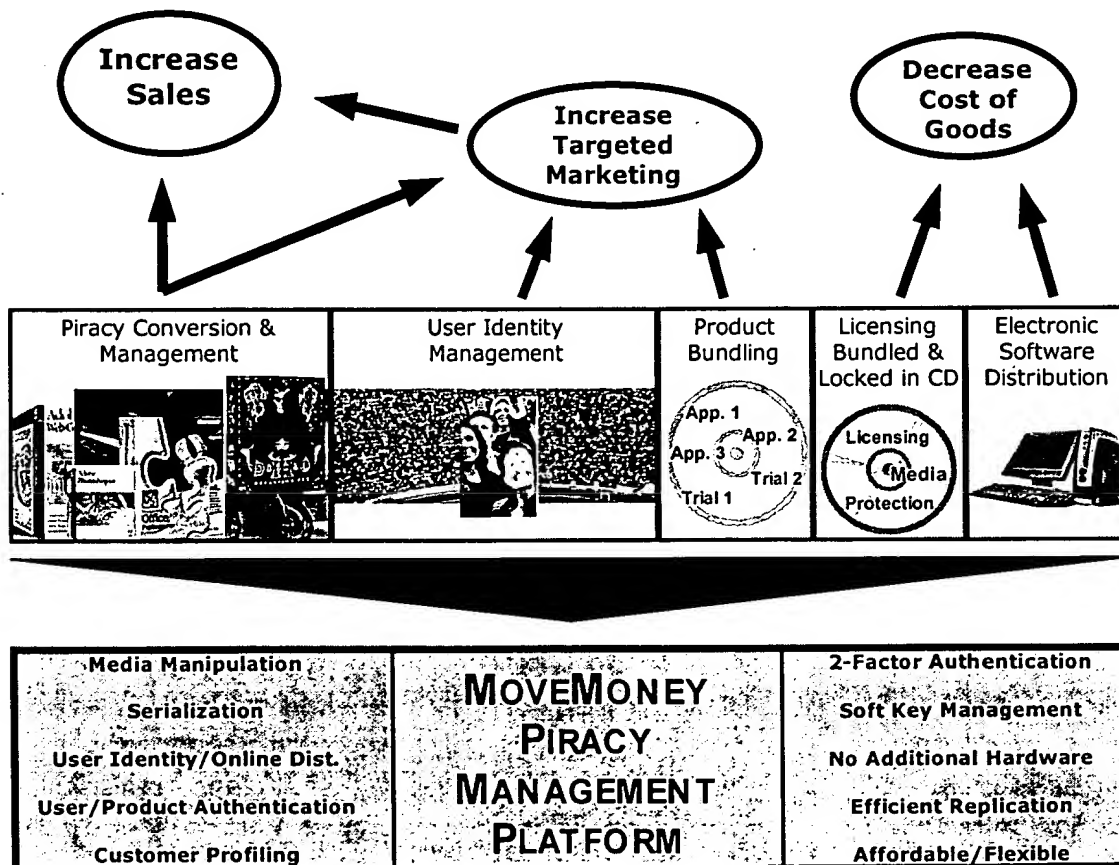 Increase
Sales
Increase
Targeted
Marketing
Decrease
Cost of
Goods
Piracy Conversion &
Management
User Identity
Management
Product
Bundling
Licensing
Bundled &
Locked in CD
Electronic
Software
Distribution
Office
App. 1
App. 2
App. 3
Trial 2
Trial 1
Licensing
Media
Protection
Media Manipulation
Serialization
User Identity/Online Dist.
User/Product Authentication
Customer Profiling
MOVEMONEY
PIRACY
MANAGEMENT
PLATFORM
2-Factor Authentication
Soft Key Management
No Additional Hardware
Efficient Replication
Affordable/Flexible